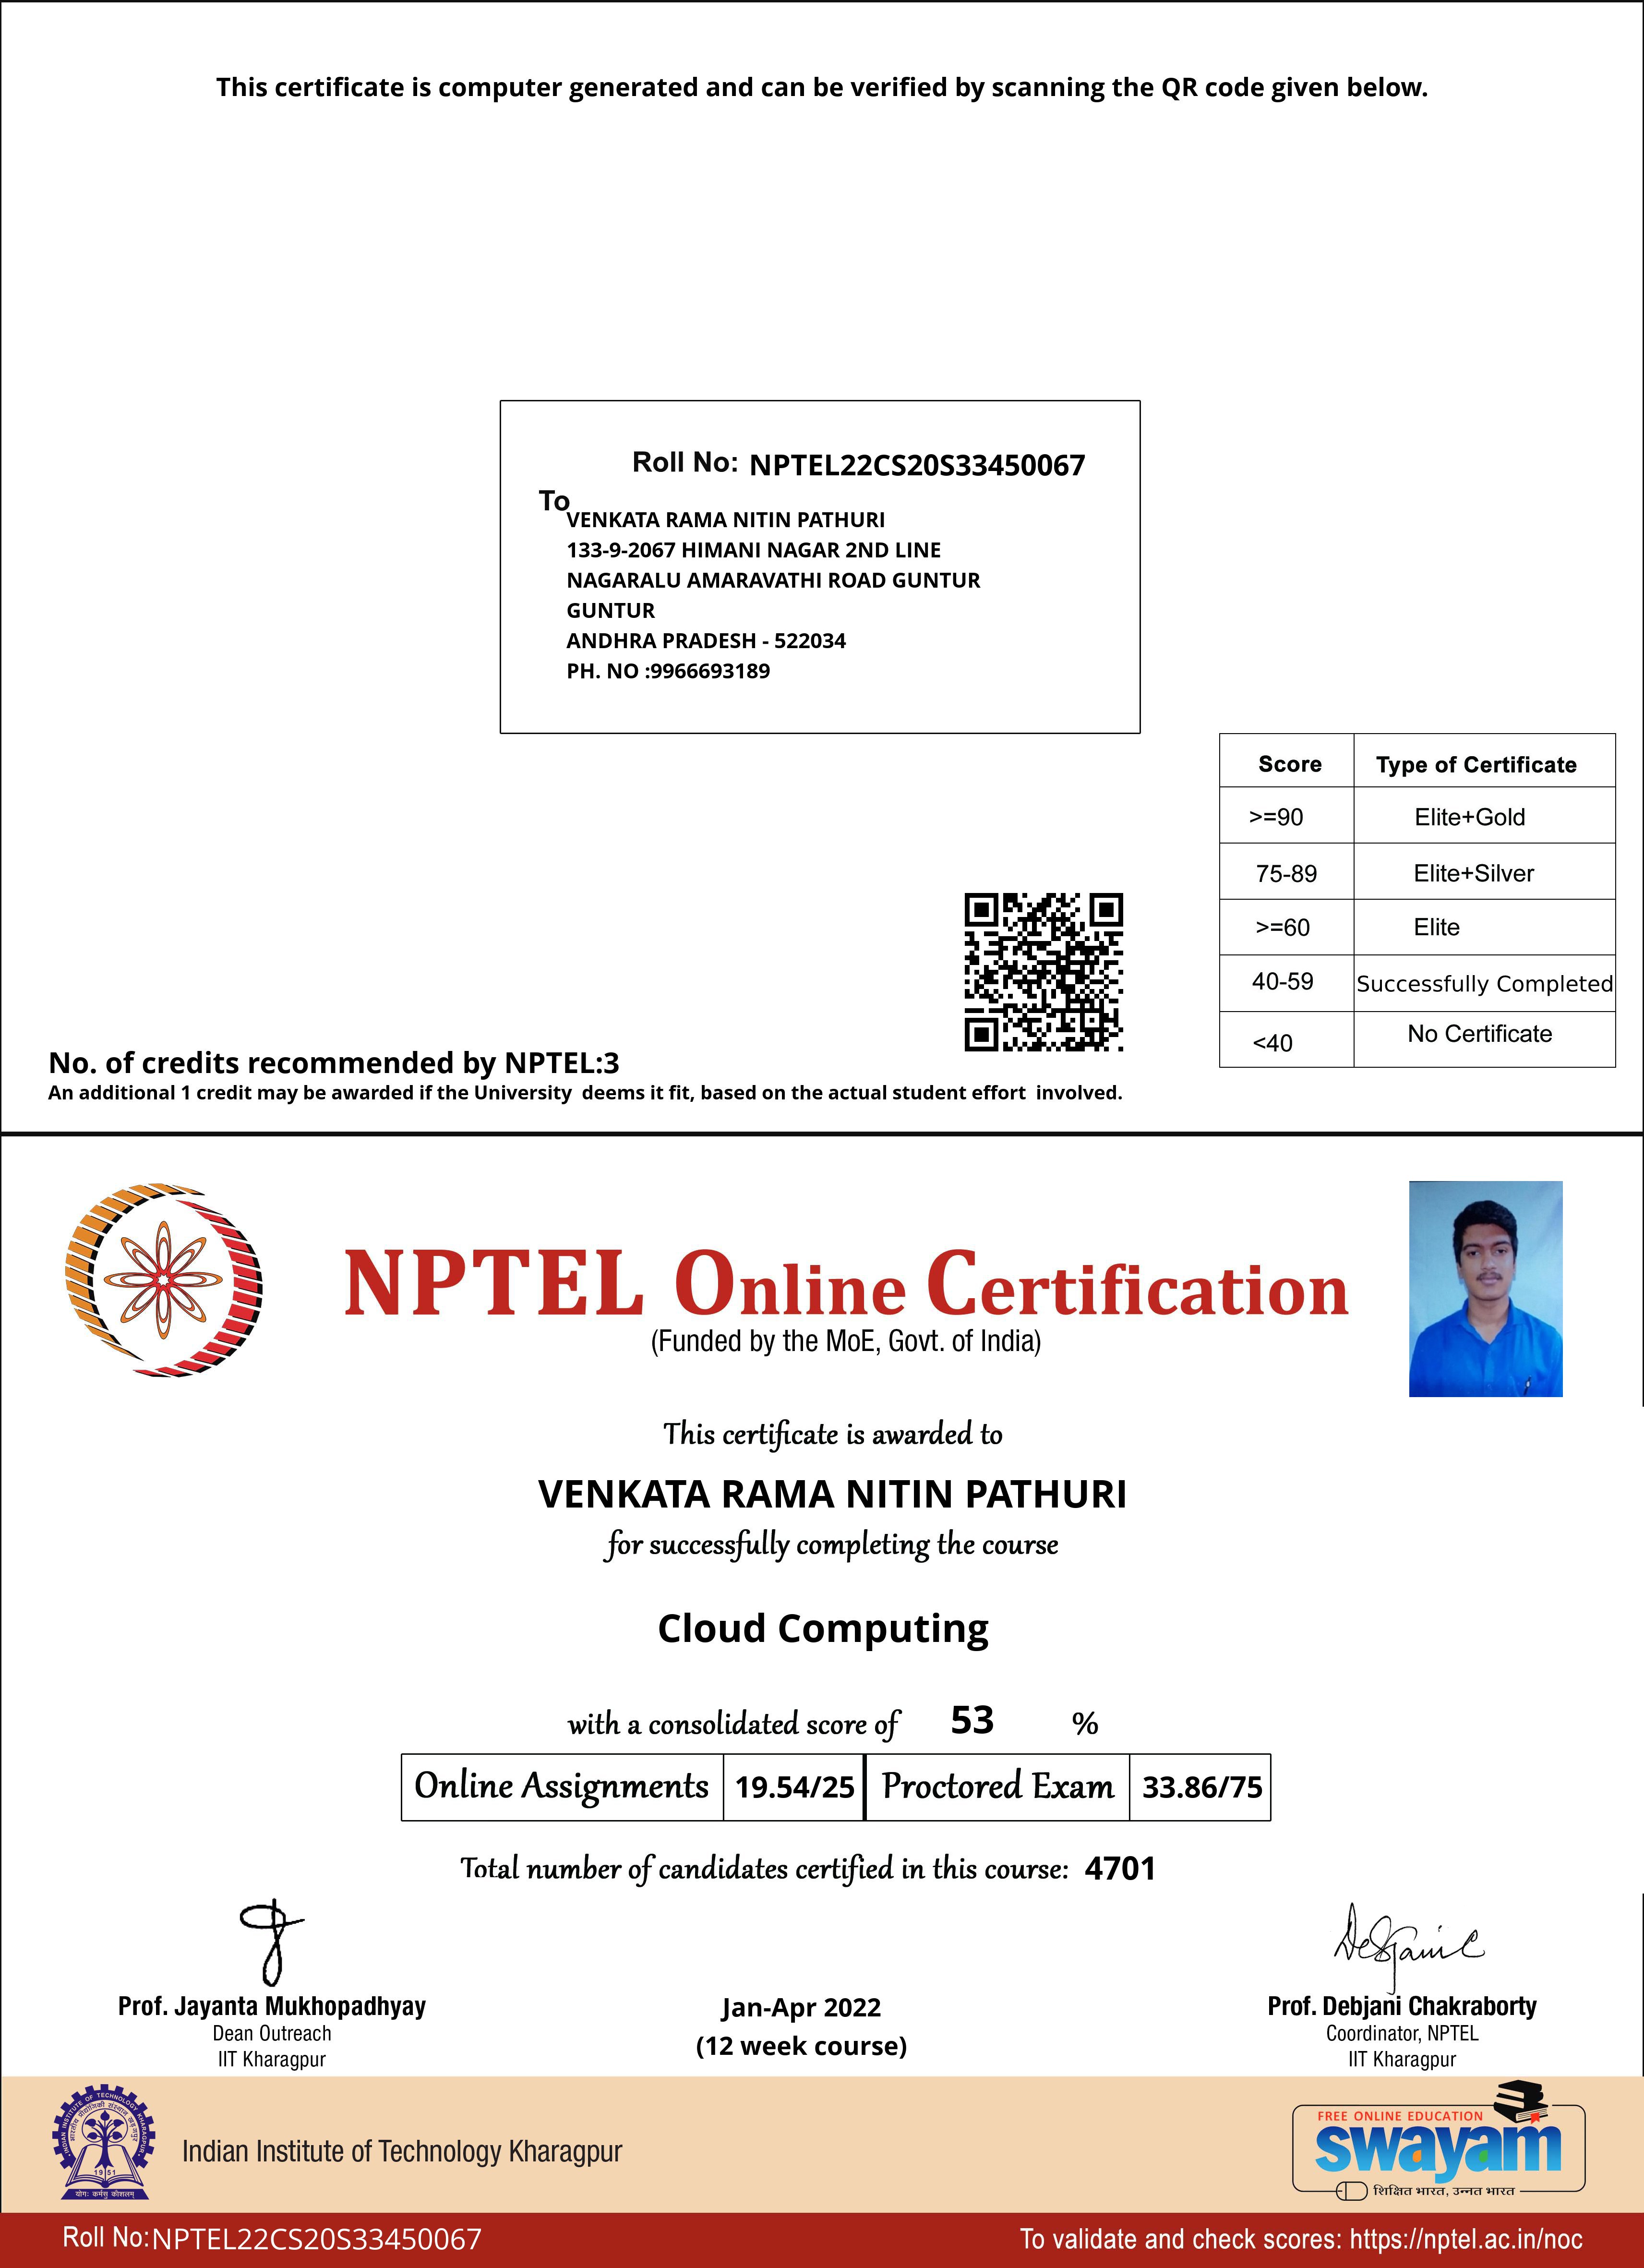 This certificate is computer generated and can be verified by scanning the QR code given below.
Roll No: NPTEL22CS20S33450067
To
VENKATA RAMA NITIN PATHURI
133-9-2067 HIMANI NAGAR 2ND LINE
NAGARALU AMARAVATHI ROAD GUNTUR
GUNTUR
ANDHRA PRADESH - 522034
PH. NO :9966693189
Score Type of Certificate
>=90 Elite+Gold
75-89 Elite+Silver
>=60 Elite
40-59 Successfully Completed
<40 No Certificate
No. of credits recommended by NPTEL:3
An additional 1 credit may be awarded if the University deems it fit, based on the actual student effort involved.
NPTEL Online Certification
(Funded by the MoE, Govt. of India)
This certificate is awarded to
VENKATA RAMA NITIN PATHURI
for successfully completing the course
Cloud Computing
with a consolidated score of 53 %
Online Assignments 19.54/25 Proctored Exam 33.86/75
Total number of candidates certified in this course: 4701
Prof. Jayanta Mukhopadhyay
Dean Outreach
IIT Kharagpur
Jan-Apr 2022
(12 week course)
Prof. Debjani Chakraborty
Coordinator, NPTEL
IIT Kharagpur
INDIAN INSTITUTE OF TECHNOLOGY KHARAGPUR
1951
योगः कर्मसु कौशलम्
Indian Institute of Technology Kharagpur
FREE ONLINE EDUCATION
swayam
शिक्षित भारत, उन्नत भारत
Roll No:NPTEL22CS20S33450067
To validate and check scores: https://nptel.ac.in/noc